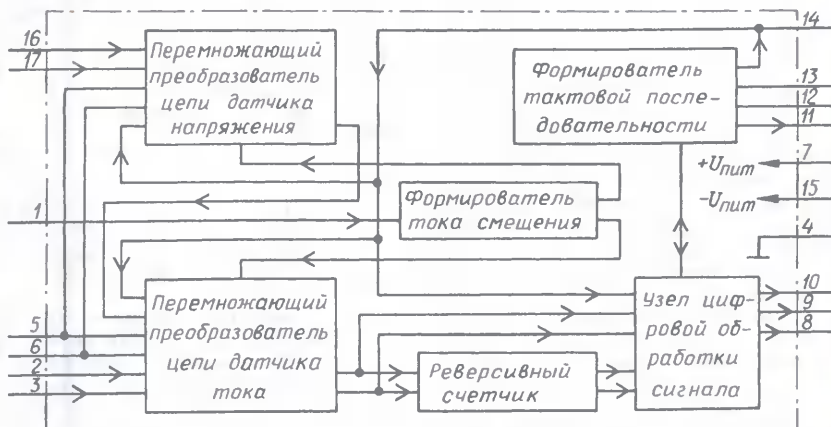 16
17
Перемножающий
преобразователь
цепи датчика
напряжения
14
Формирователь
тактовой после-
довательности
13
12
11
+Uпит
7
-Uпит
15
1
Формирователь
тока смещения
4
5
6
2
3
Перемножающий
преобразователь
цепи датчика
тока
Реверсивный
счетчик
Узел циф-
ровой об-
работки
сигнала
10
9
8